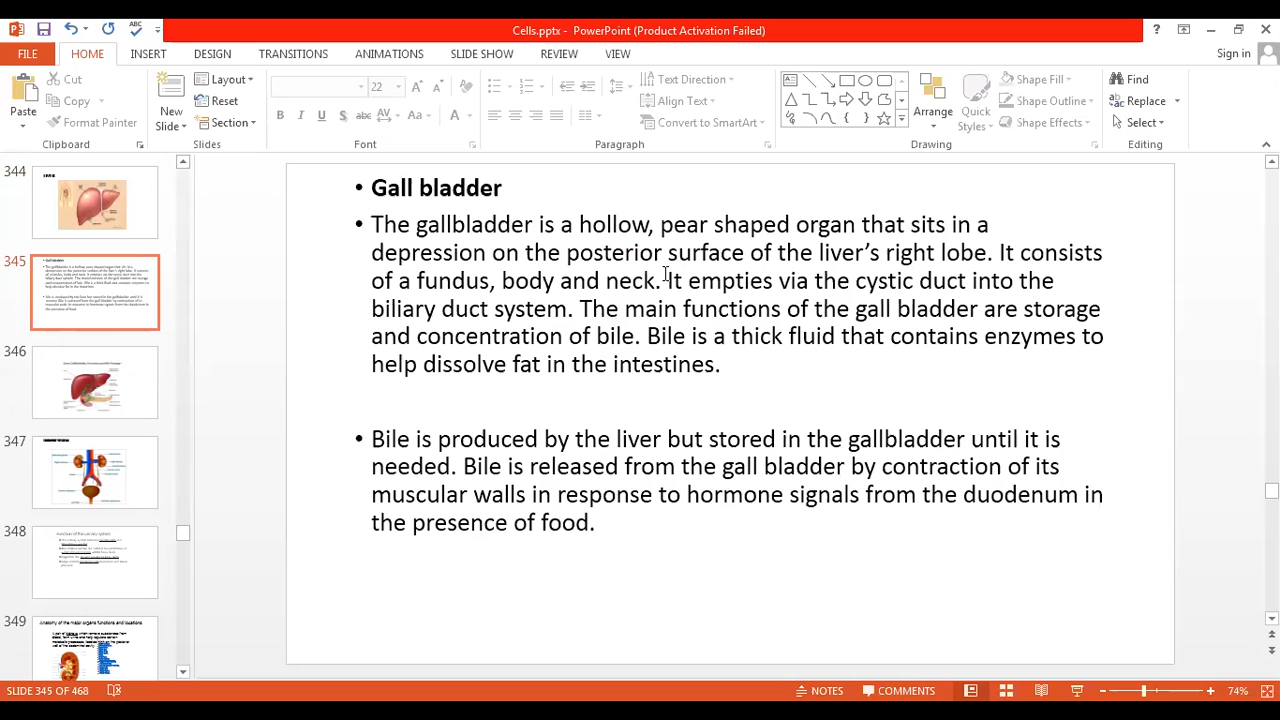 Cells.pptx - PowerPoint (Product Activation Failed)
FILE HOME INSERT DESIGN TRANSITIONS ANIMATIONS SLIDE SHOW REVIEW VIEW Sign in
Paste Cut Copy Format Painter
Clipboard
New Slide Layout Reset Section
Slides
22
Font
Text Direction Align Text Convert to SmartArt
Paragraph
Arrange Quick Styles Shape Fill Shape Outline Shape Effects
Drawing
Find Replace Select
Editing
344
345
346
347
348
349
Anatomy of the major organs functions and locations
• Gall bladder
• The gallbladder is a hollow, pear shaped organ that sits in a
depression on the posterior surface of the liver’s right lobe. It consists
of a fundus, body and neck. It empties via the cystic duct into the
biliary duct system. The main functions of the gall bladder are storage
and concentration of bile. Bile is a thick fluid that contains enzymes to
help dissolve fat in the intestines.
• Bile is produced by the liver but stored in the gallbladder until it is
needed. Bile is released from the gall bladder by contraction of its
muscular walls in response to hormone signals from the duodenum in
the presence of food.
SLIDE 345 OF 468 NOTES COMMENTS 74%